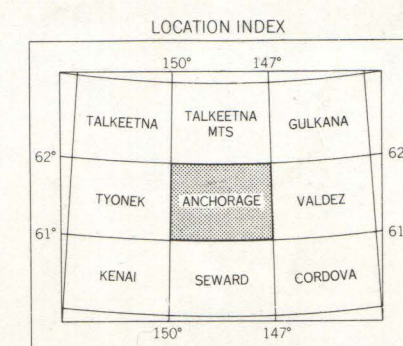 LOCATION INDEX
150° 147°
TALKEETNA TALKEETNA MTS GULKANA
62° 62
TYONEK ANCHORAGE VALDEZ
61° 61
KENAI SEWARD CORDOVA
150° 147°